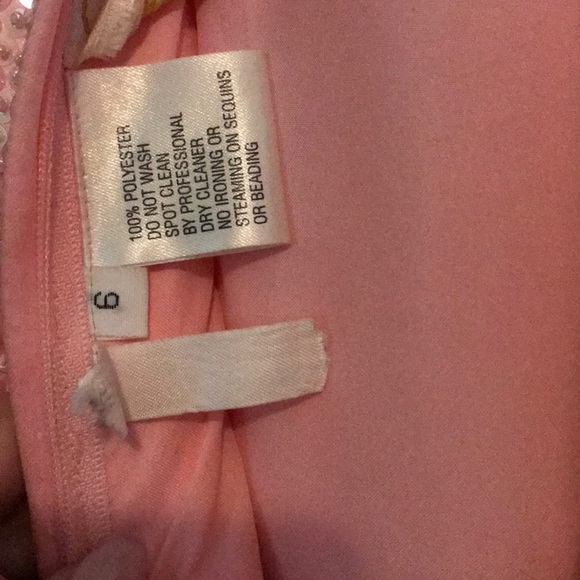 100% POLYESTER
DO NOT WASH
SPOT CLEAN
BY PROFESSIONAL
DRY CLEANER
NO IRONING OR
STEAMING ON SEQUINS
OR BEADING
6